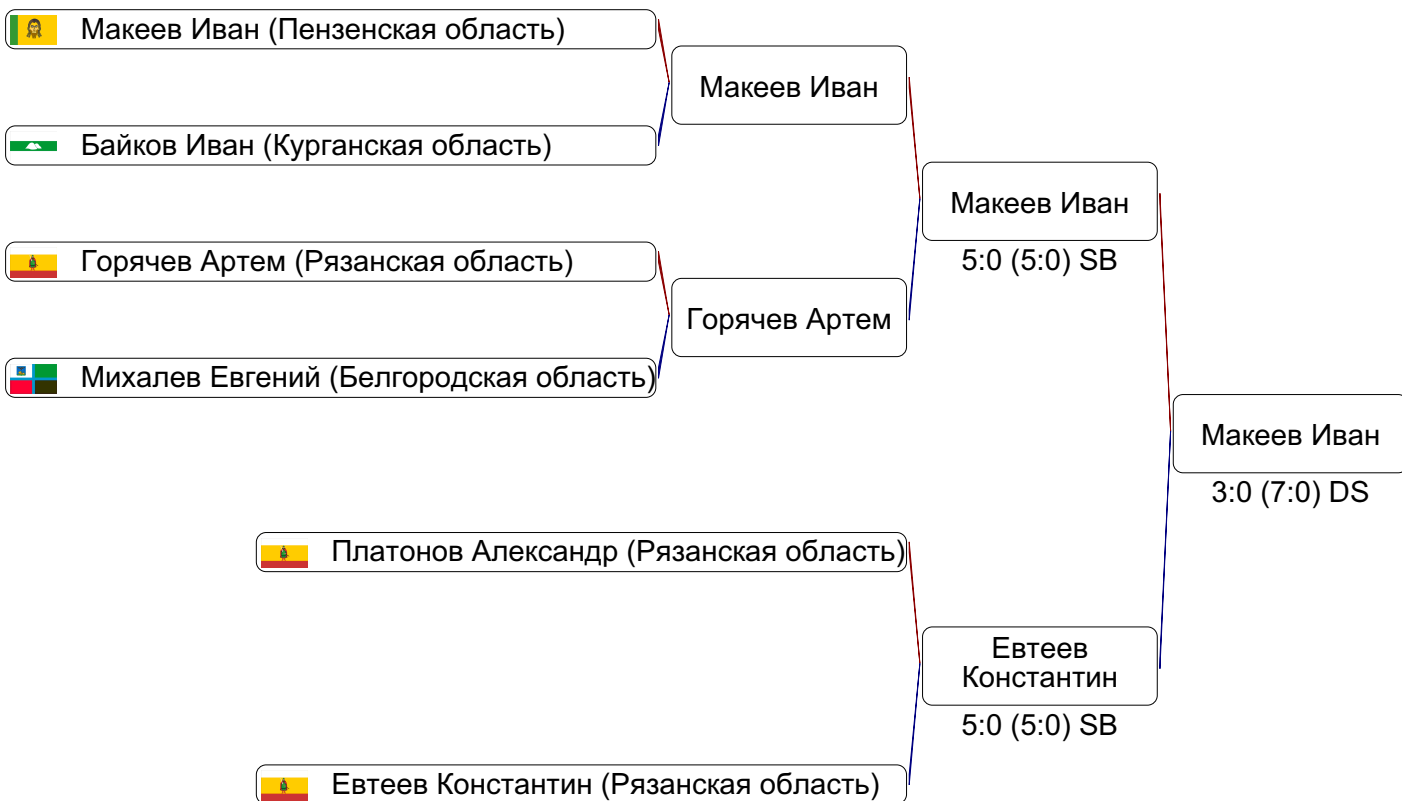 Макеев Иван (Пензенская область)
Макеев Иван
Байков Иван (Курганская область)
Макеев Иван
5:0 (5:0) SB
Горячев Артем (Рязанская область)
Горячев Артем
Михалев Евгений (Белгородская область)
Макеев Иван
3:0 (7:0) DS
Платонов Александр (Рязанская область)
Евтеев
Константин
5:0 (5:0) SB
Евтеев Константин (Рязанская область)